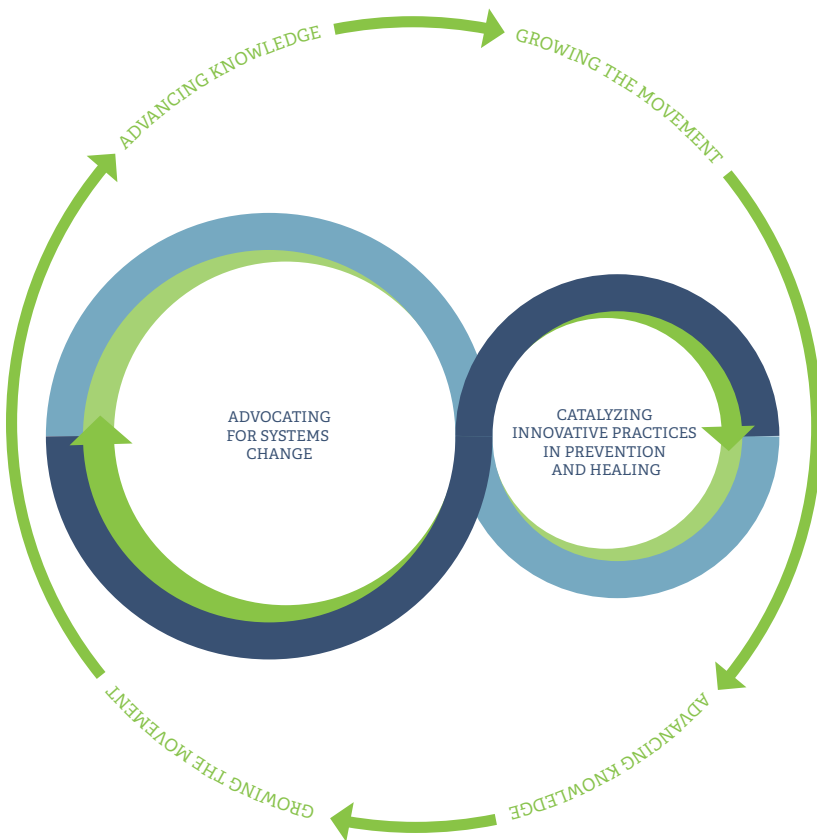 ADVANCING KNOWLEDGE
GROWING THE MOVEMENT
ADVOCATING
FOR SYSTEMS
CHANGE
CATALYZING
INNOVATIVE PRACTICES
IN PREVENTION
AND HEALING
ADVANCING KNOWLEDGE
GROWING THE MOVEMENT